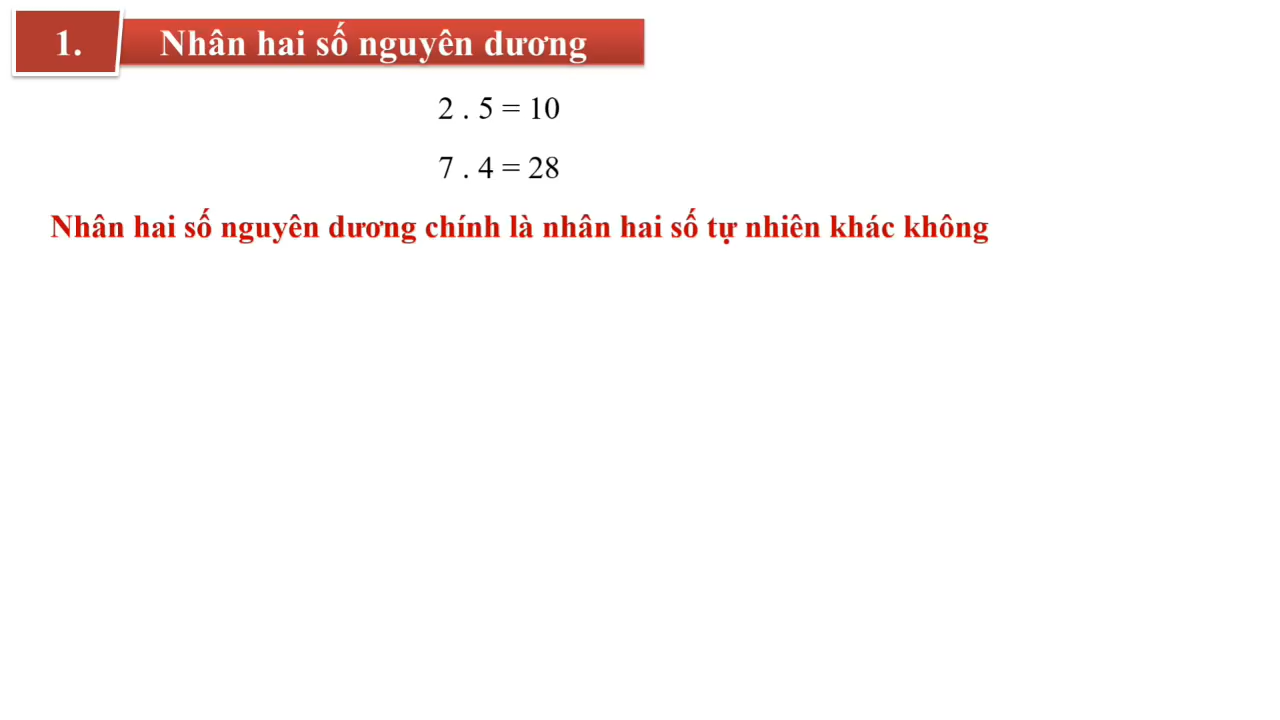 1. Nhân hai số nguyên dương
2 . 5 = 10
7 . 4 = 28
Nhân hai số nguyên dương chính là nhân hai số tự nhiên khác không